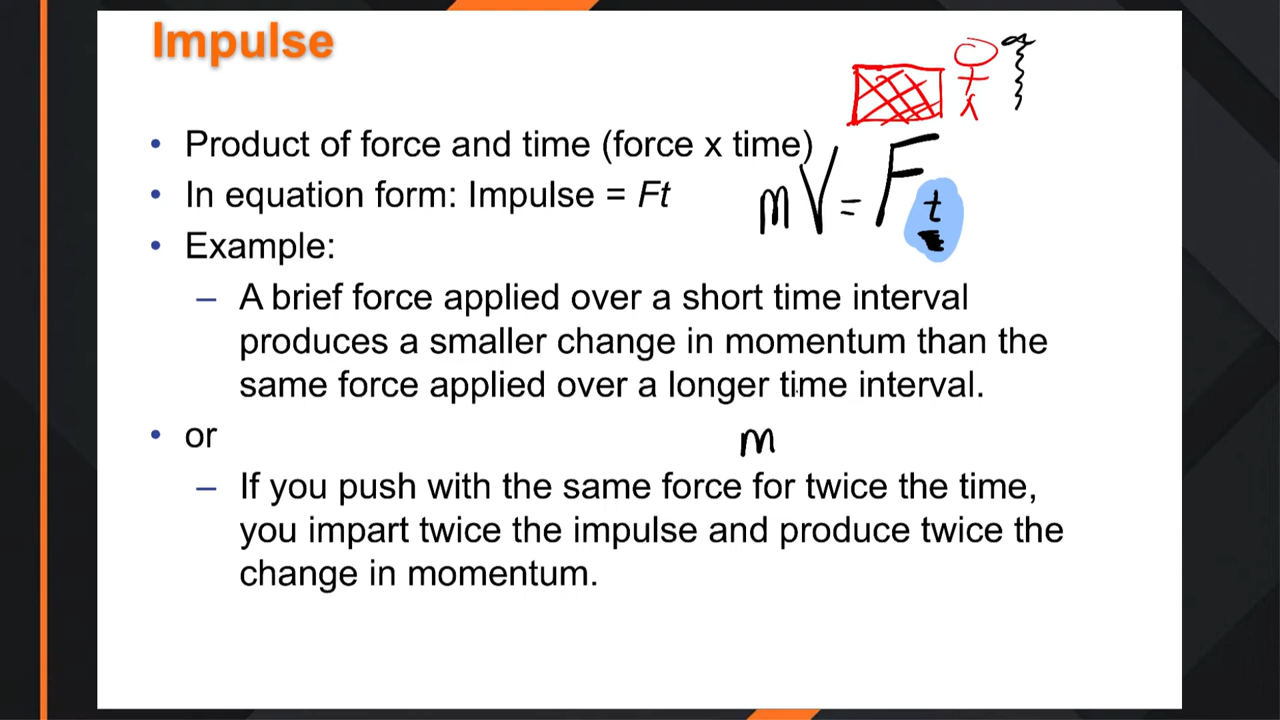 Impulse
• Product of force and time (force x time)
mV = Ft
• In equation form: Impulse = Ft
• Example:
– A brief force applied over a short time interval
produces a smaller change in momentum than the
same force applied over a longer time interval.
• or
m
– If you push with the same force for twice the time,
you impart twice the impulse and produce twice the
change in momentum.